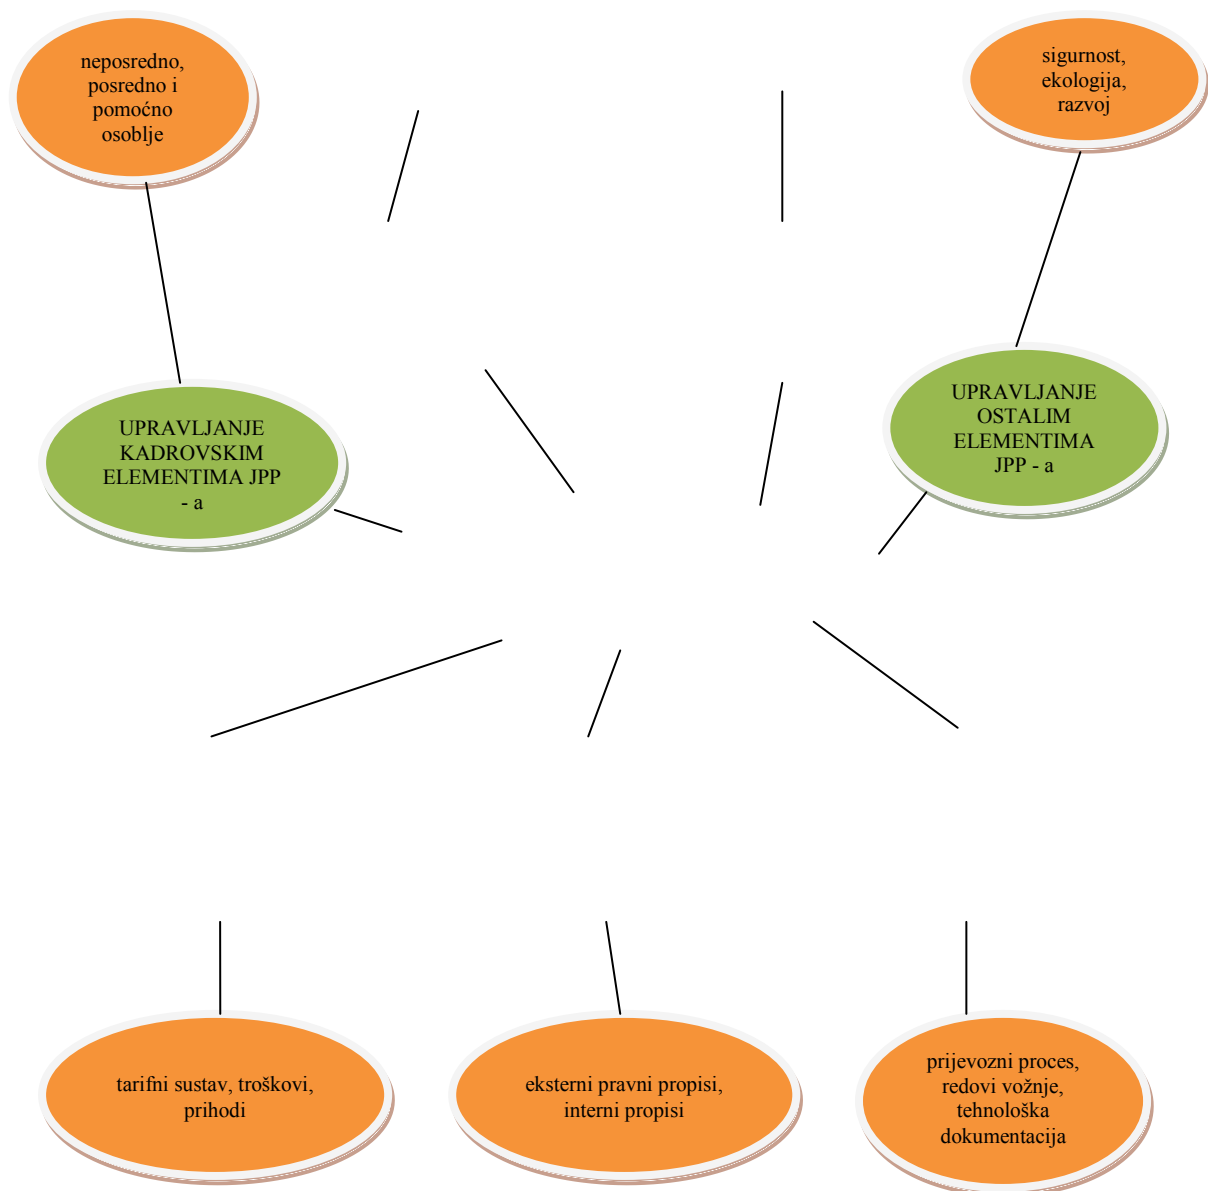 neposredno,
posredno i
pomoćno
osoblje
sigurnost,
ekologija,
razvoj
UPRAVLJANJE
KADROVSKIM
ELEMENTIMA JPP
- a
UPRAVLJANJE
OSTALIM
ELEMENTIMA
JPP - a
tarifni sustav, troškovi,
prihodi
eksterni pravni propisi,
interni propisi
prijevozni proces,
redovi vožnje,
tehnološka
dokumentacija